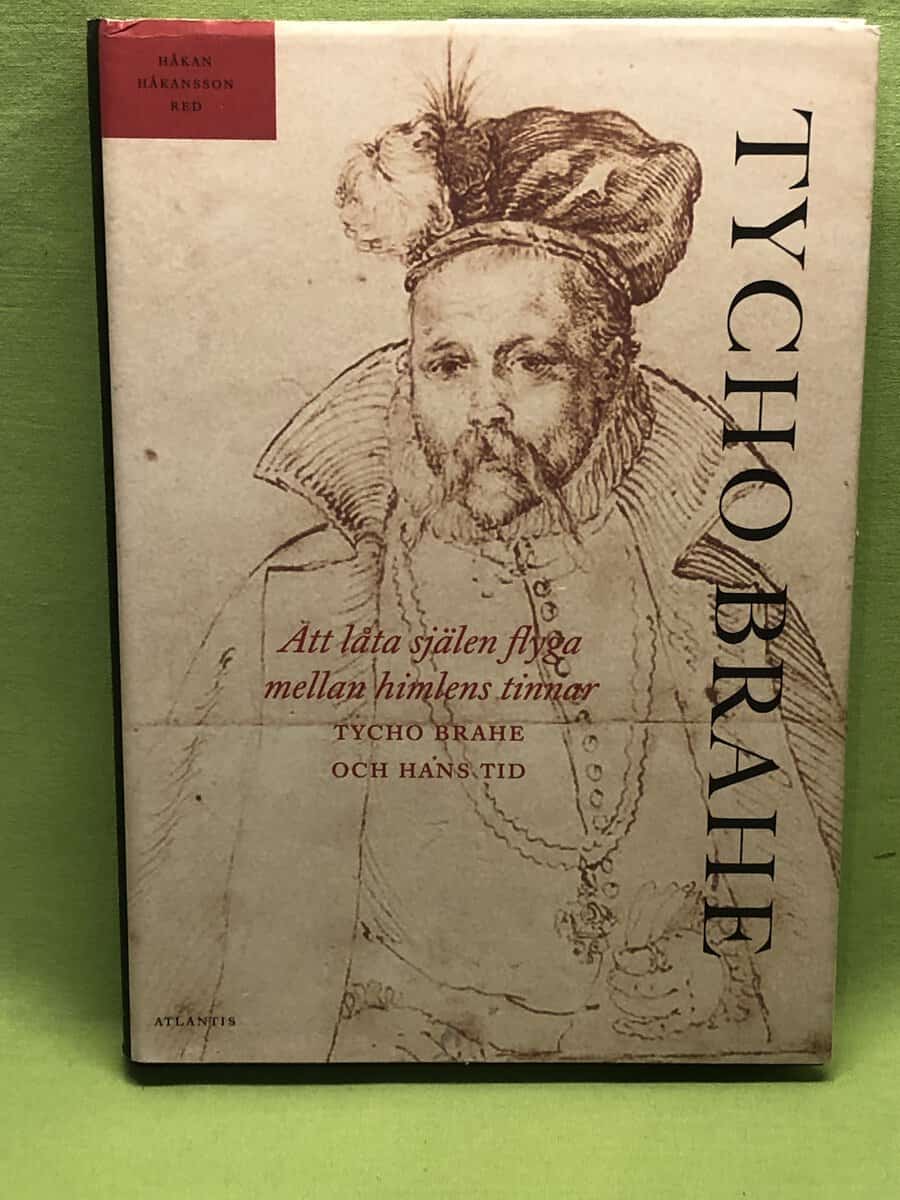 HÅKAN
HÅKANSSON
RED
TYCHO BRAHE
Att låta själen flyga
mellan himlens tinnar
TYCHO BRAHE
OCH HANS TID
ATLANTIS